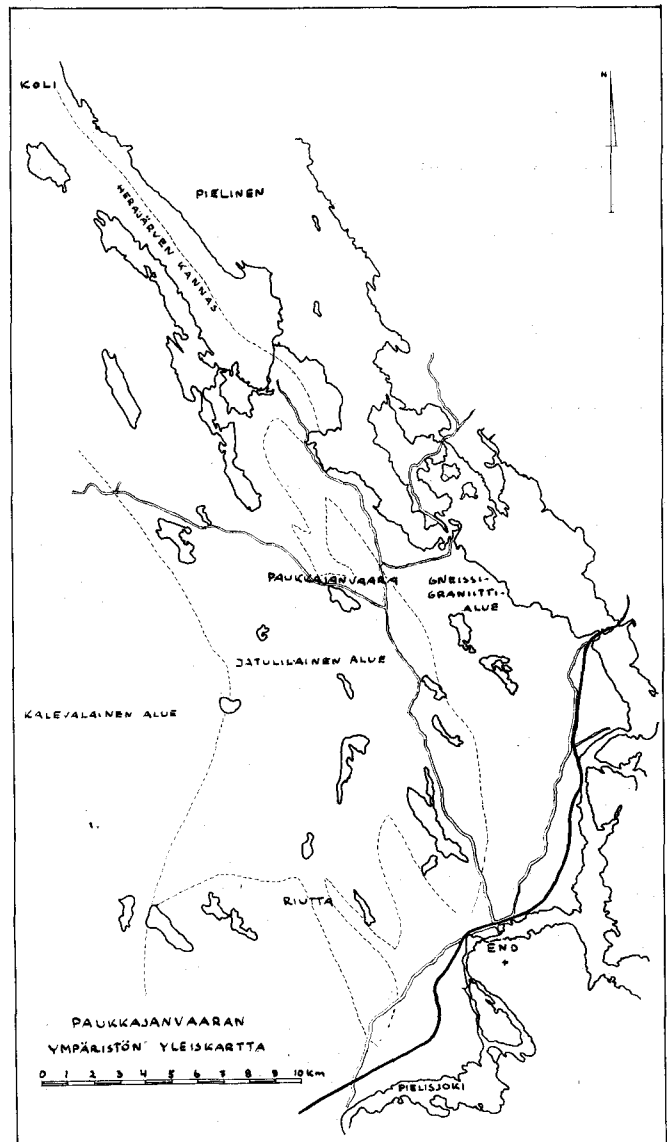 KOLI
N
PIELINEN
HERAJÄRVEN KANNAS
PAUKKAJANVAARA
GNEISSI-
GRANIITTI-
ALUE
JATULILAINEN ALUE
KALEVALAINEN ALUE
RIUTTA
ENO
PAUKKAJANVAARAN
YMPÄRISTÖN YLEISKARTTA
0 1 2 3 4 5 6 7 8 9 10 Km
PIELISJOKI